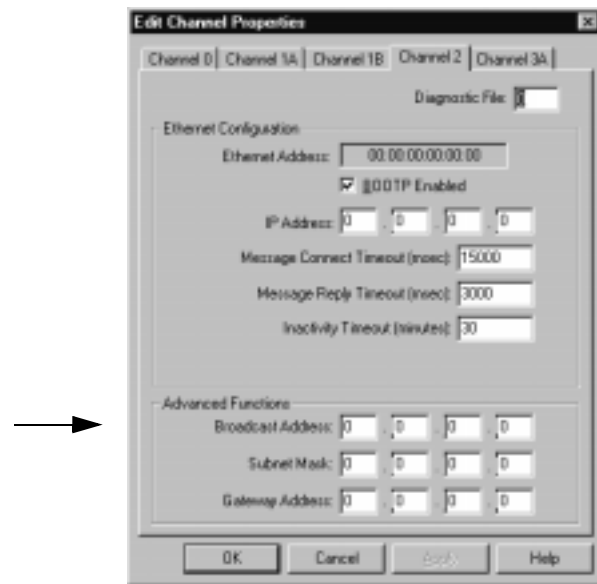 Edit Channel Properties
Channel 0 Channel 1A Channel 1B Channel 2 Channel 3A
Diagnostic File: 0
Ethernet Configuration
Ethernet Address: 00:00:00:00:00:00
BOOTP Enabled
IP Address: 0 . 0 . 0 . 0
Message Connect Timeout (msec): 15000
Message Reply Timeout (msec): 3000
Inactivity Timeout (minutes): 30
Advanced Functions
Broadcast Address: 0 . 0 . 0 . 0
Subnet Mask: 0 . 0 . 0 . 0
Gateway Address: 0 . 0 . 0 . 0
OK Cancel Apply Help